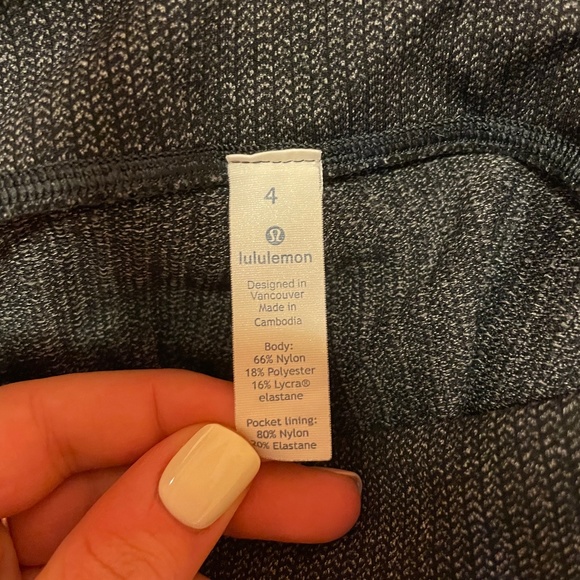 4
lululemon
Designed in
Vancouver
Made in
Cambodia
Body:
66% Nylon
18% Polyester
16% Lycra®
elastane
Pocket lining:
80% Nylon
20% Elastane